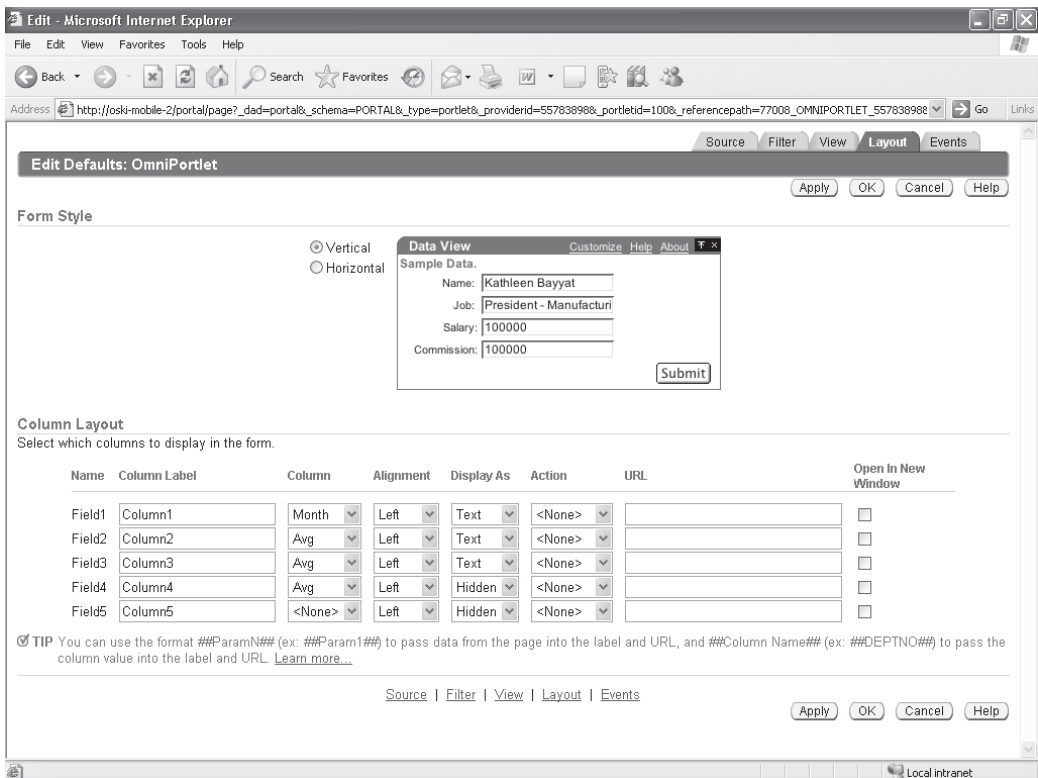 Edit - Microsoft Internet Explorer
File Edit View Favorites Tools Help
Back Search Favorites
Address http://oski-mobile-2/portal/page?_dad=portal&_schema=PORTAL&_type=portlet&_providerid=55783898&_portletid=100&_referencepath=77008_OMNIPORTLET_55783898 Go Links
Source Filter View Layout Events
Edit Defaults: OmniPortlet
Apply OK Cancel Help
Form Style
Vertical
Horizontal
Data View Customize Help About
Sample Data.
Name: Kathleen Bayyat
Job: President - Manufacturi
Salary: 100000
Commission: 100000
Submit
Column Layout
Select which columns to display in the form.
Name Column Label Column Alignment Display As Action URL Open In New Window
Field1 Column1 Month Left Text <None>
Field2 Column2 Avg Left Text <None>
Field3 Column3 Avg Left Text <None>
Field4 Column4 Avg Left Hidden <None>
Field5 Column5 <None> Left Hidden <None>
TIP You can use the format ##ParamN## (ex: ##Param1##) to pass data from the page into the label and URL, and ##Column Name## (ex: ##DEPTNO##) to pass the
column value into the label and URL. Learn more...
Source | Filter | View | Layout | Events
Apply OK Cancel Help
Local intranet